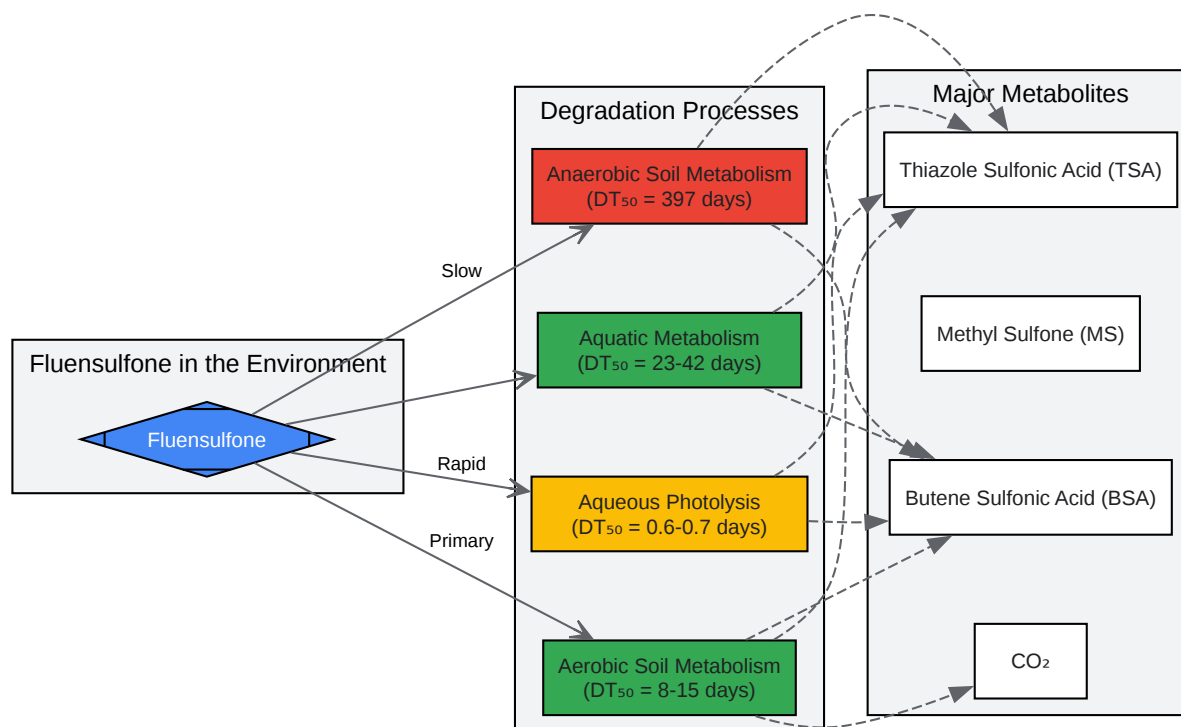 Fluensulfone in the Environment
Fluensulfone
Slow
Rapid
Primary
Degradation Processes
Anaerobic Soil Metabolism
(DT₅₀ = 397 days)
Aquatic Metabolism
(DT₅₀ = 23-42 days)
Aqueous Photolysis
(DT₅₀ = 0.6-0.7 days)
Aerobic Soil Metabolism
(DT₅₀ = 8-15 days)
Major Metabolites
Thiazole Sulfonic Acid (TSA)
Methyl Sulfone (MS)
Butene Sulfonic Acid (BSA)
CO₂